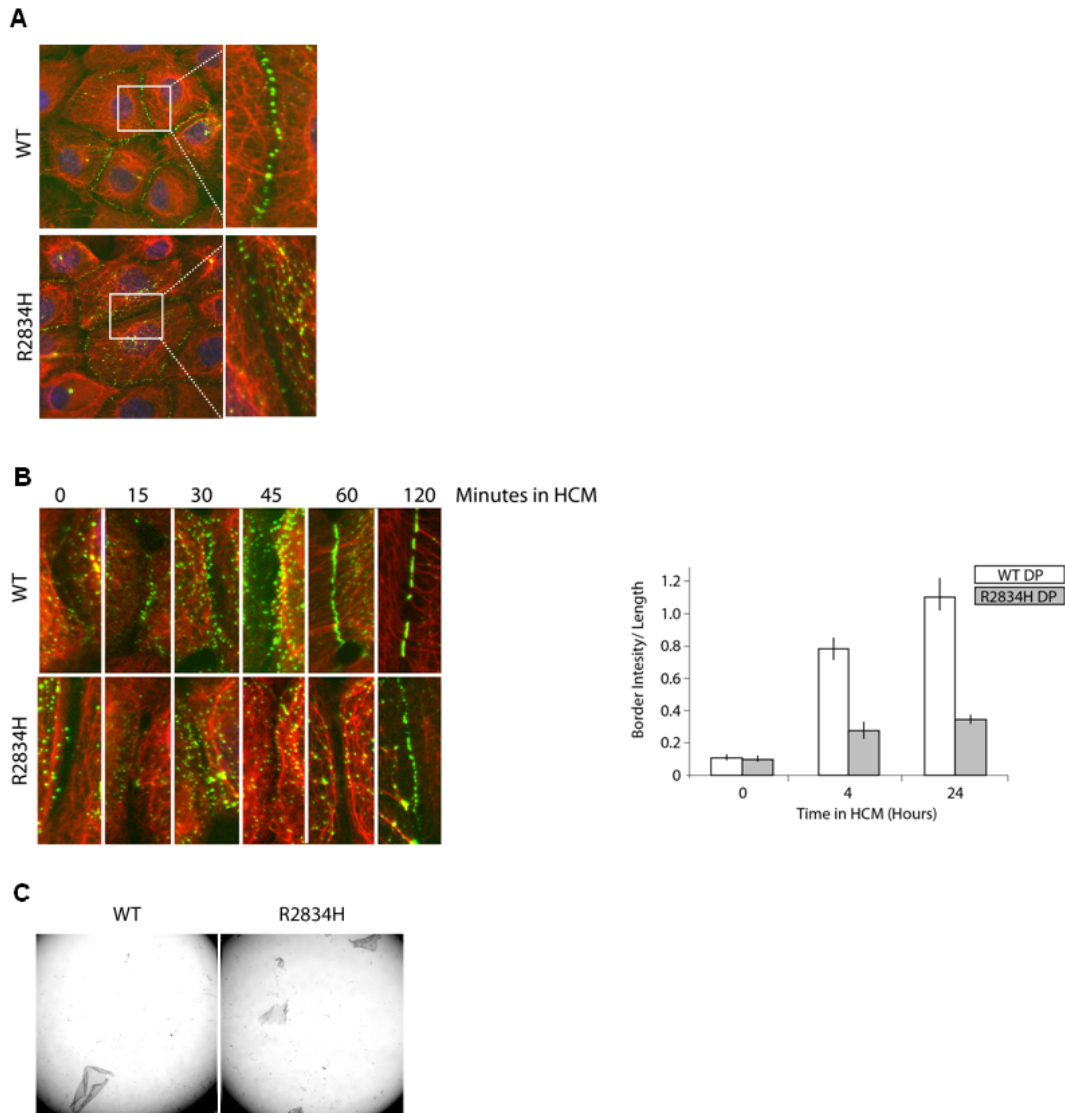 A
WT
R2834H
B
0 15 30 45 60 120 Minutes in HCM
WT
R2834H
WT DP
R2834H DP
Border Intesity/ Length
1.2
1.0
0.8
0.6
0.4
0.2
0
0 4 24
Time in HCM (Hours)
C
WT R2834H